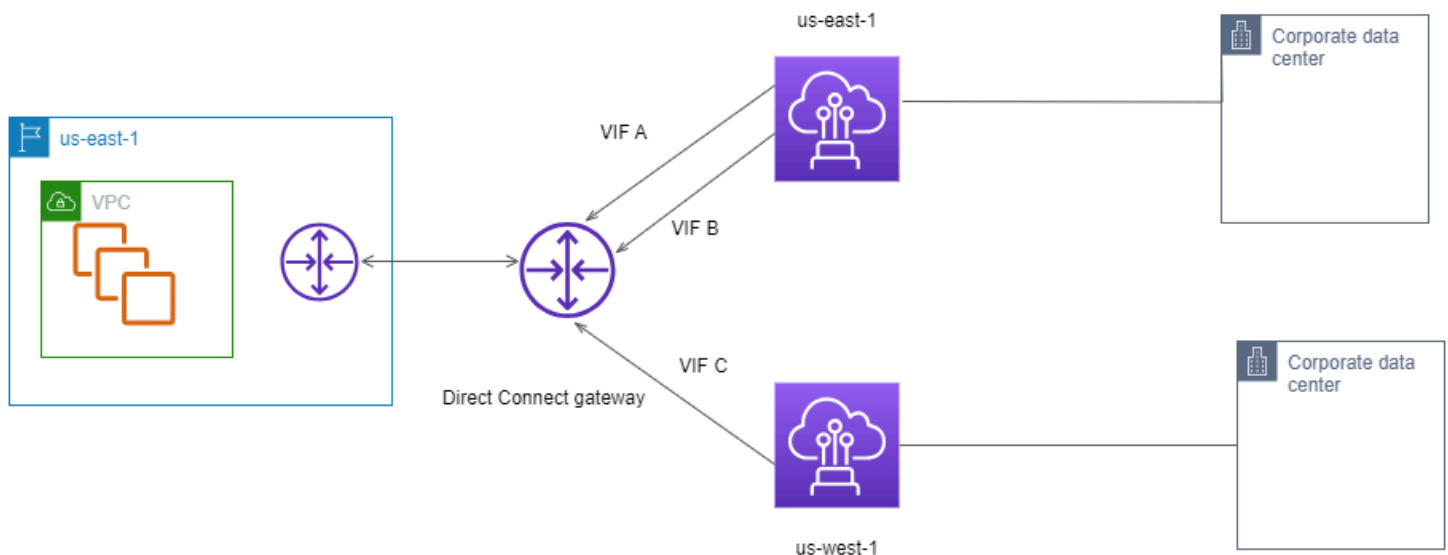 us-east-1
Corporate data
center
us-east-1
VIF A
VPC
VIF B
VIF C
Corporate data
center
Direct Connect gateway
us-west-1